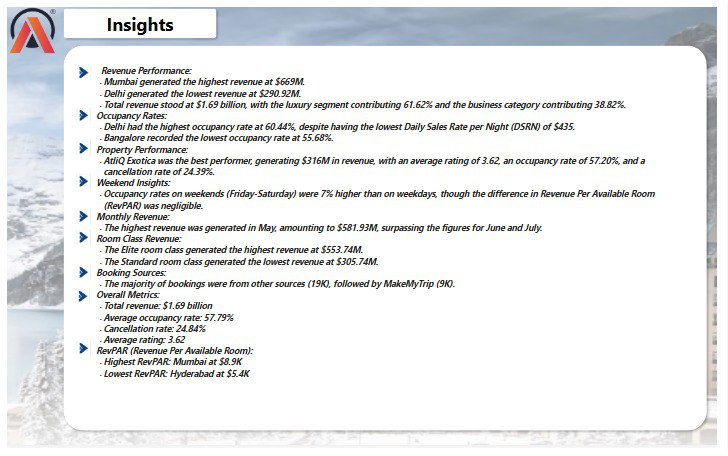 Insights
Revenue Performance:
- Mumbai generated the highest revenue at $669M.
- Delhi generated the lowest revenue at $290.92M.
- Total revenue stood at $1.69 billion, with the luxury segment contributing 61.62% and the business category contributing 38.82%.
Occupancy Rates:
- Delhi had the highest occupancy rate at 60.44%, despite having the lowest Daily Sales Rate per Night (DSRN) of $435.
- Bangalore recorded the lowest occupancy rate at 55.68%.
Property Performance:
- AtliQ Exotica was the best performer, generating $316M in revenue, with an average rating of 3.62, an occupancy rate of 57.20%, and a
cancellation rate of 24.39%.
Weekend Insights:
- Occupancy rates on weekends (Friday-Saturday) were 7% higher than on weekdays, though the difference in Revenue Per Available Room
(RevPAR) was negligible.
Monthly Revenue:
- The highest revenue was generated in May, amounting to $581.93M, surpassing the figures for June and July.
Room Class Revenue:
- The Elite room class generated the highest revenue at $553.74M.
- The Standard room class generated the lowest revenue at $305.74M.
Booking Sources:
- The majority of bookings were from other sources (19K), followed by MakeMyTrip (9K).
Overall Metrics:
- Total revenue: $1.69 billion
- Average occupancy rate: 57.79%
- Cancellation rate: 24.84%
- Average rating: 3.62
RevPAR (Revenue Per Available Room):
- Highest RevPAR: Mumbai at $8.9K
- Lowest RevPAR: Hyderabad at $5.4K